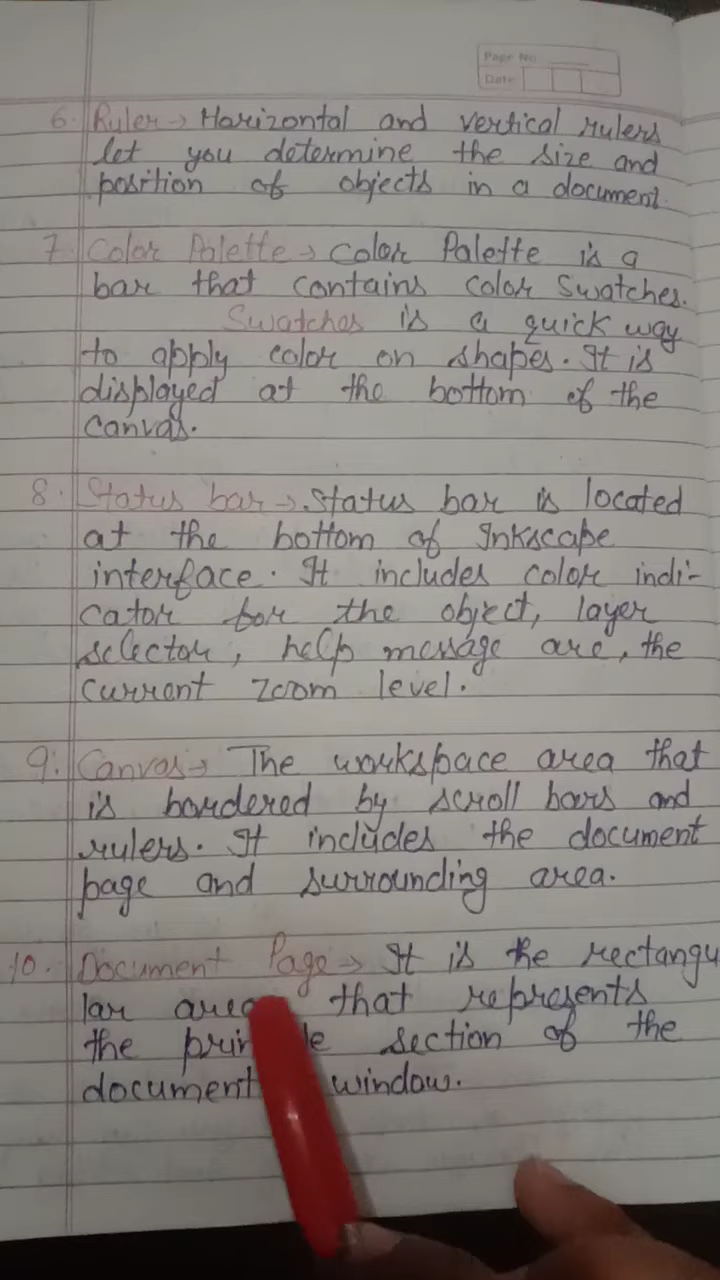 Page No
Date
6. Ruler → Horizontal and vertical rulers
let you determine the size and
position of objects in a document.
7. Color Palette → Color Palette is a
bar that contains color swatches.
Swatches is a quick way
to apply color on shapes. It is
displayed at the bottom of the
canvas.
8. Status bar → Status bar is located
at the bottom of Inkscape
interface. It includes color indi-
cator for the object, layer
selector, help message are, the
current zoom level.
9. Canvas → The workspace area that
is bordered by scroll bars and
rulers. It includes the document
page and surrounding area.
10. Document Page → It is the rectangu
lar area that represents
the section of the
document window.